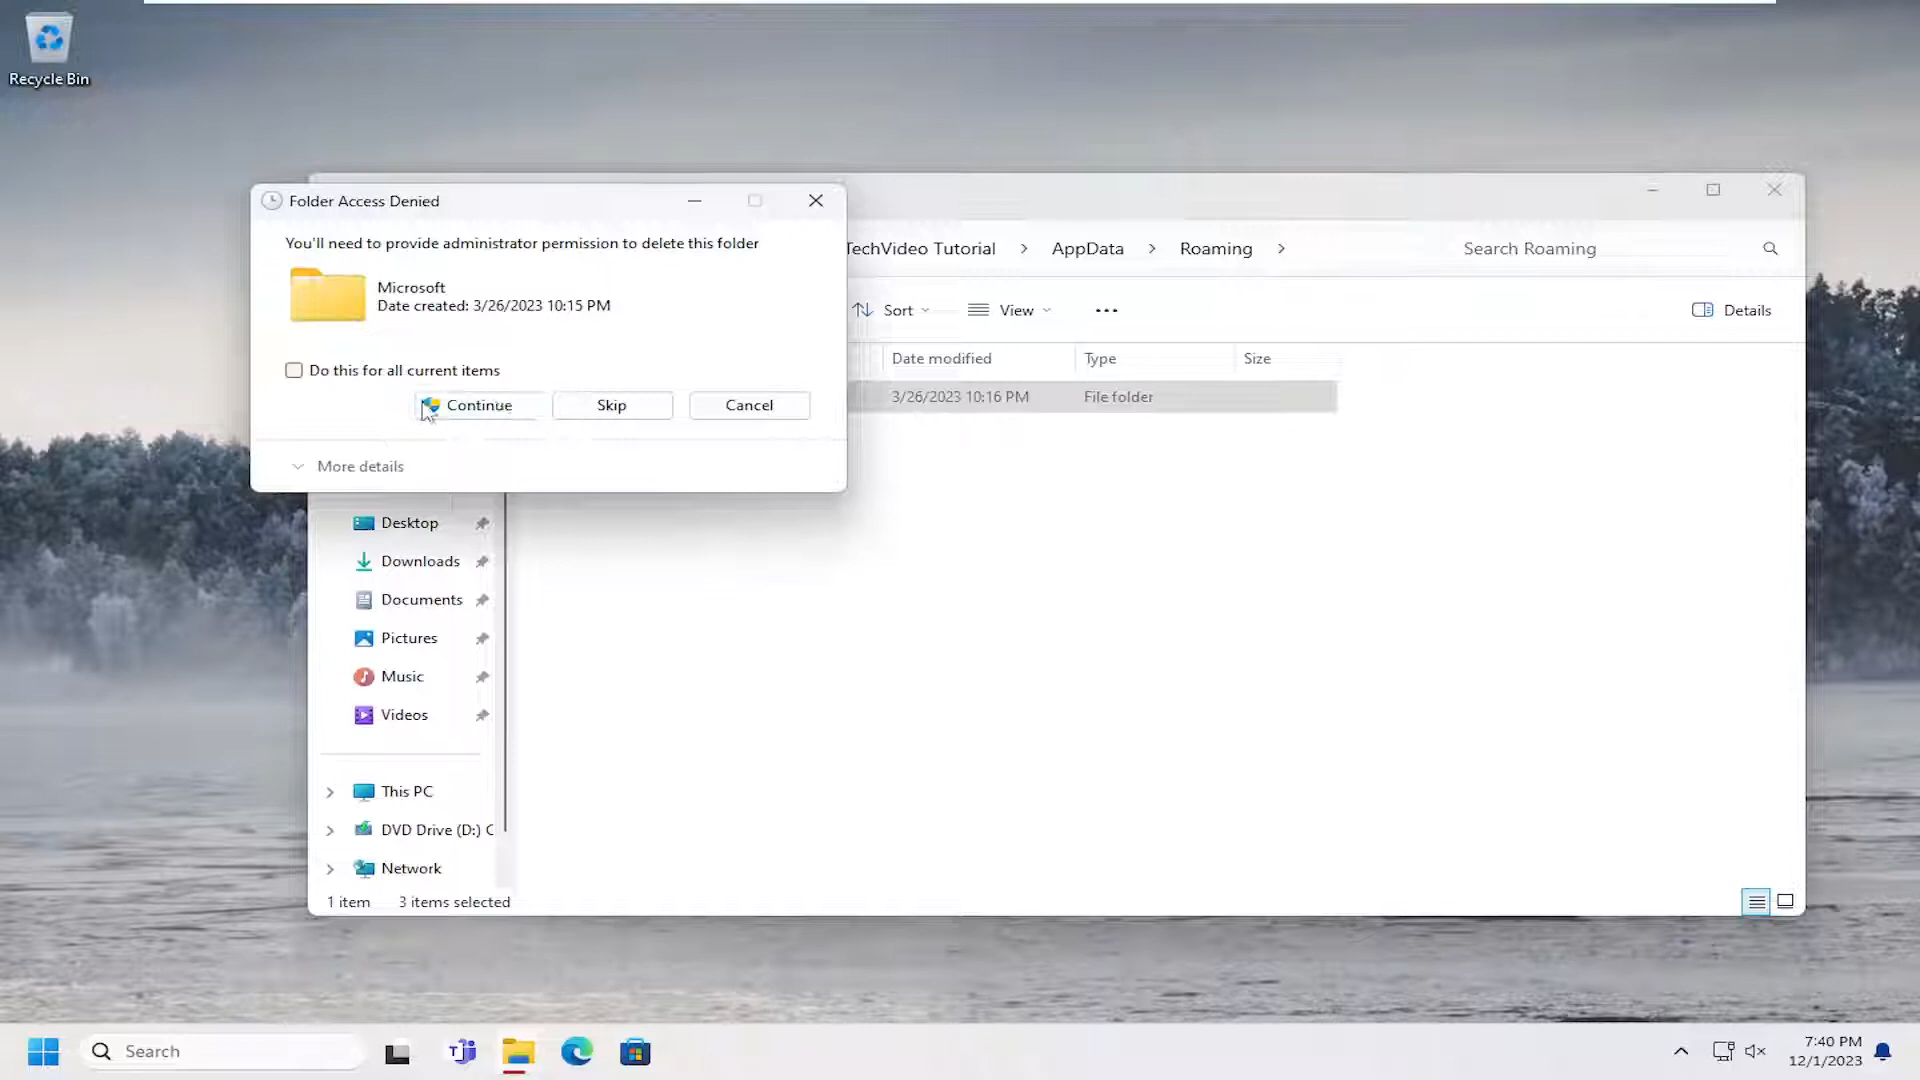 Recycle Bin
Folder Access Denied
You'll need to provide administrator permission to delete this folder
Microsoft
Date created: 3/26/2023 10:15 PM
Do this for all current items
Continue
Skip
Cancel
More details
TechVideo Tutorial > AppData > Roaming >
Search Roaming
Sort
View
Details
Date modified
Type
Size
3/26/2023 10:16 PM
File folder
Desktop
Downloads
Documents
Pictures
Music
Videos
This PC
DVD Drive (D:) C
Network
1 item
3 items selected
Search
7:40 PM
12/1/2023